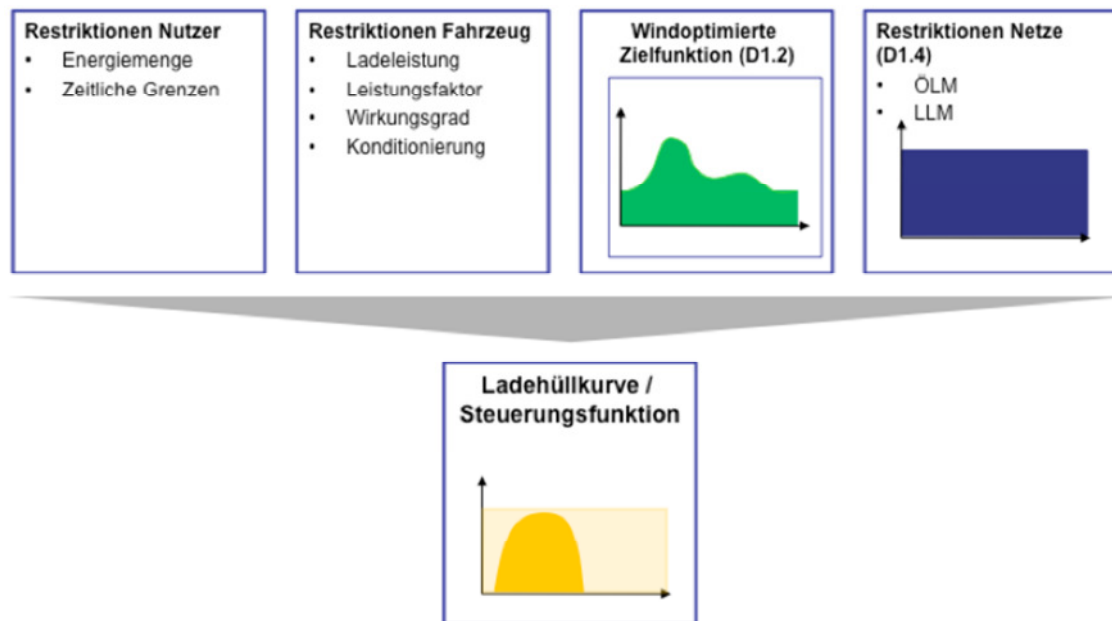 Restriktionen Nutzer
• Energiemenge
• Zeitliche Grenzen
Restriktionen Fahrzeug
• Ladeleistung
• Leistungsfaktor
• Wirkungsgrad
• Konditionierung
Windoptimierte
Zielfunktion (D1.2)
Restriktionen Netze
(D1.4)
• ÖLM
• LLM
Ladehüllkurve /
Steuerungsfunktion